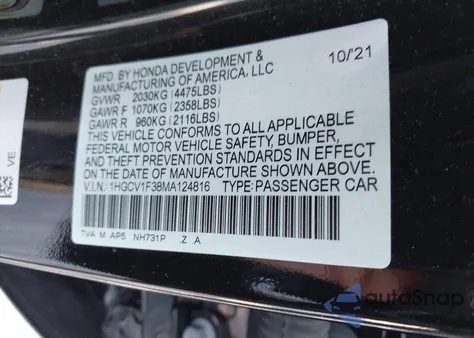 MFD. BY HONDA DEVELOPMENT & 10/21
MANUFACTURING OF AMERICA, LLC
GVWR 2030KG (4475LBS)
GAWR F 1070KG (2358LBS)
GAWR R 960KG (2116LBS)
THIS VEHICLE CONFORMS TO ALL APPLICABLE
FEDERAL MOTOR VEHICLE SAFETY, BUMPER,
AND THEFT PREVENTION STANDARDS IN EFFECT
ON THE DATE OF MANUFACTURE SHOWN ABOVE.
V.I.N.: 1HGCV1F38MA124816 TYPE: PASSENGER CAR
TVA M AP5 NH731P .Z .A
VE
autoSnap